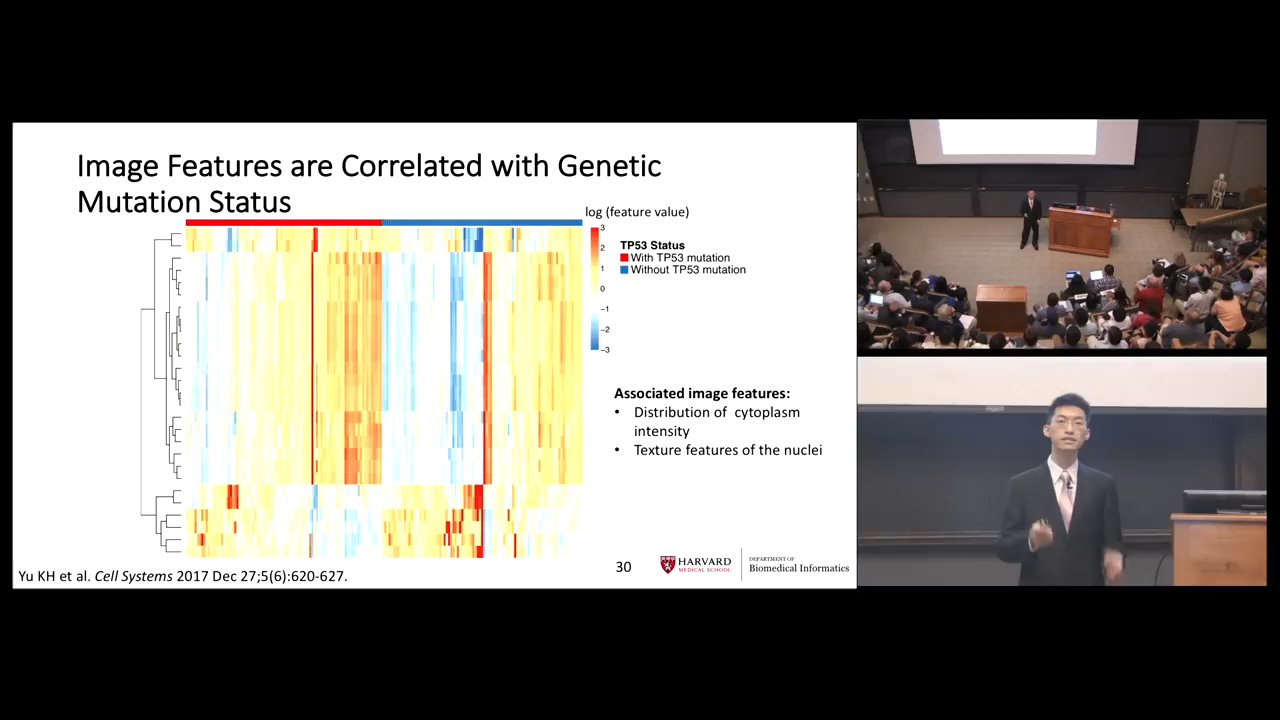 Image Features are Correlated with Genetic
Mutation Status
log (feature value)
3
2
1
0
−1
−2
−3
TP53 Status
With TP53 mutation
Without TP53 mutation
Associated image features:
• Distribution of cytoplasm
intensity
• Texture features of the nuclei
Yu KH et al. Cell Systems 2017 Dec 27;5(6):620-627.
30
HARVARD
MEDICAL SCHOOL
DEPARTMENT OF
Biomedical Informatics